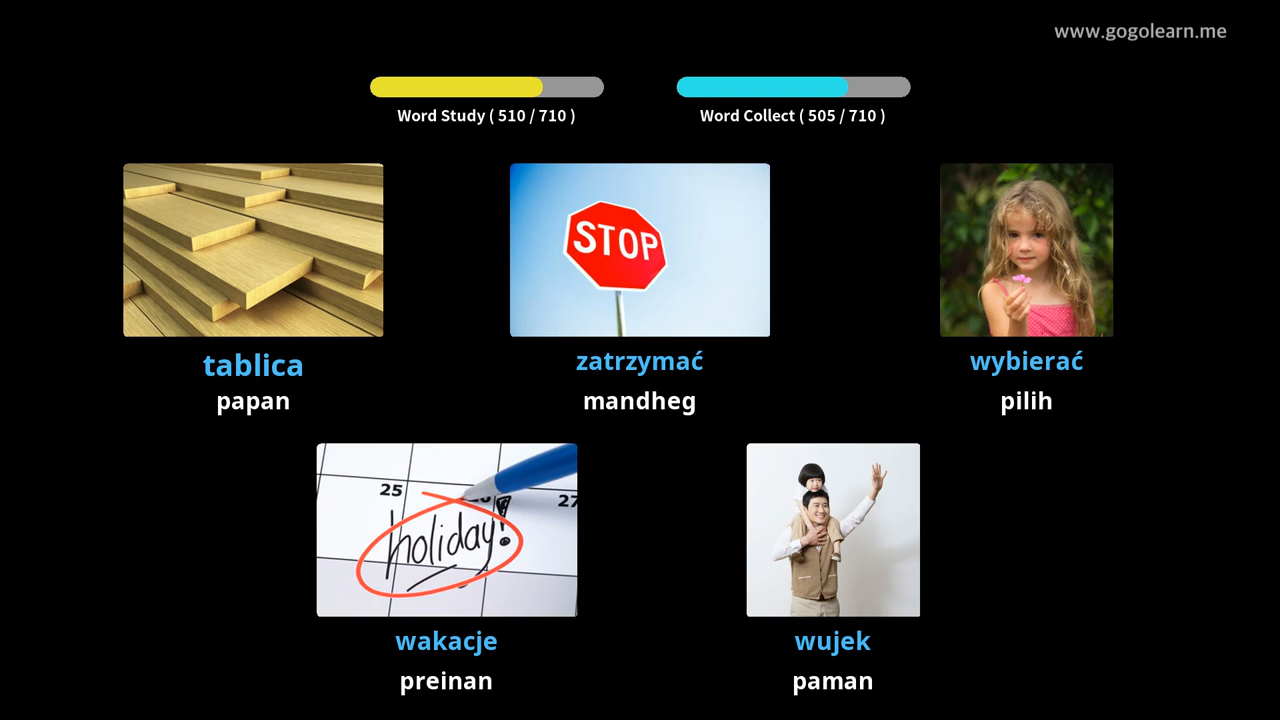 www.gogolearn.me
Word Study ( 510 / 710 )
Word Collect ( 505 / 710 )
STOP
tablica
zatrzymać
wybierać
papan
mandheg
pilih
25
27
holiday!
wakacje
wujek
preinan
paman